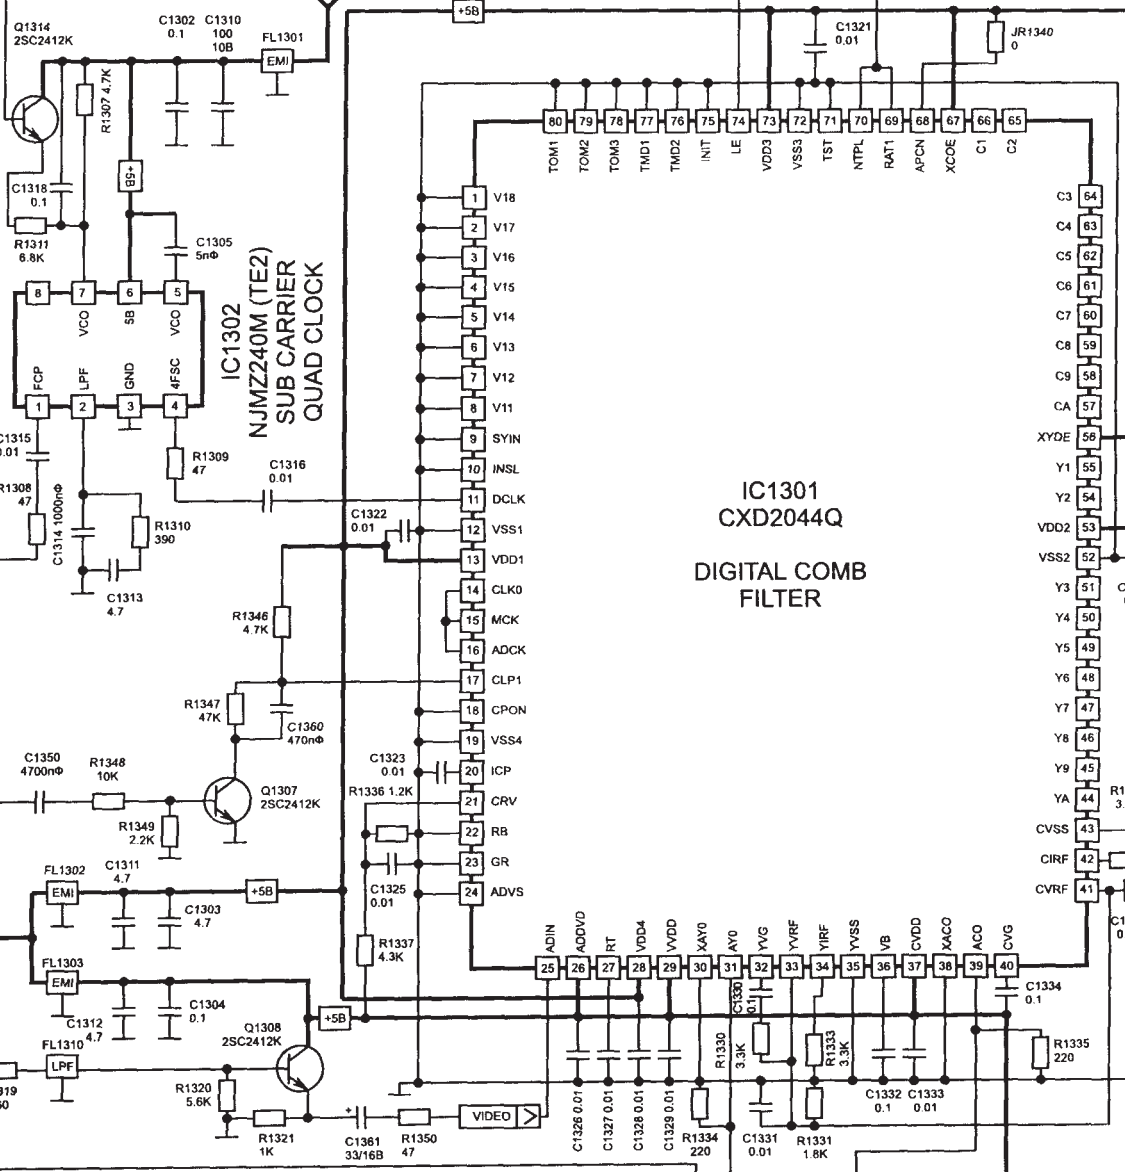 Q1314
2SC2412K
C1302
0.1
C1310
100
10B
FL1301
EMI
+5B
C1321
0,01
JR1340
0
R1307 4.7K
+5B
C1318
0.1
R1311
6.8K
C1305
5nΦ
80 79 78 77 76 75 74 73 72 71 70 69 68 67 66 65
TOM1 TOM2 TOM3 TMD1 TMD2 INIT LE VDD3 VSS3 TST NTPL RAT1 APCN XCOE C1 C2
8 7 6 5
VCO 5B VCO
FCP LPF GND 4FSC
1 2 3 4
IC1302
NJMZ240M (TE2)
SUB CARRIER
QUAD CLOCK
C1315
0.01
R1308
47
C1314 1000nΦ
R1310
390
C1313
4.7
R1309
47
C1316
0.01
C1322
0.01
1 V18
2 V17
3 V16
4 V15
5 V14
6 V13
7 V12
8 V11
9 SYIN
10 INSL
11 DCLK
12 VSS1
13 VDD1
14 CLK0
15 MCK
16 ADCK
17 CLP1
18 CPON
19 VSS4
20 ICP
21 CRV
22 RB
23 GR
24 ADVS
IC1301
CXD2044Q
DIGITAL COMB
FILTER
C3 64
C4 63
C5 62
C6 61
C7 60
C8 59
C9 58
CA 57
XYDE 56
Y1 55
Y2 54
VDD2 53
VSS2 52
Y3 51
Y4 50
Y5 49
Y6 48
Y7 47
Y8 46
Y9 45
YA 44
CVSS 43
CIRF 42
CVRF 41
R1346
4.7K
R1347
47K
C1360
470nΦ
C1350
4700nΦ
R1348
10K
Q1307
2SC2412K
R1349
2.2K
C1323
0.01
R1336 1.2K
C1325
0.01
R1337
4.3K
FL1302
EMI
C1311
4.7
C1303
4.7
+5B
FL1303
EMI
C1312
4.7
C1304
0.1
Q1308
2SC2412K
+5B
FL1310
LPF
R1320
5.6K
R1321
1K
+
C1361
33/16B
R1350
47
VIDEO
ADIN ADDVD RT VDD4 VVDD XAY0 AY0 YVG YVRF YIRF YVSS VB CVDD XACO ACO CVG
25 26 27 28 29 30 31 32 33 34 35 36 37 38 39 40
C1330
0.1
C1334
0.1
R1330
3.3K
R1333
3.3K
R1335
220
C1326 0.01
C1327 0.01
C1328 0.01
C1329 0.01
R1334
220
C1331
0.01
R1331
1.8K
C1332
0.1
C1333
0.01